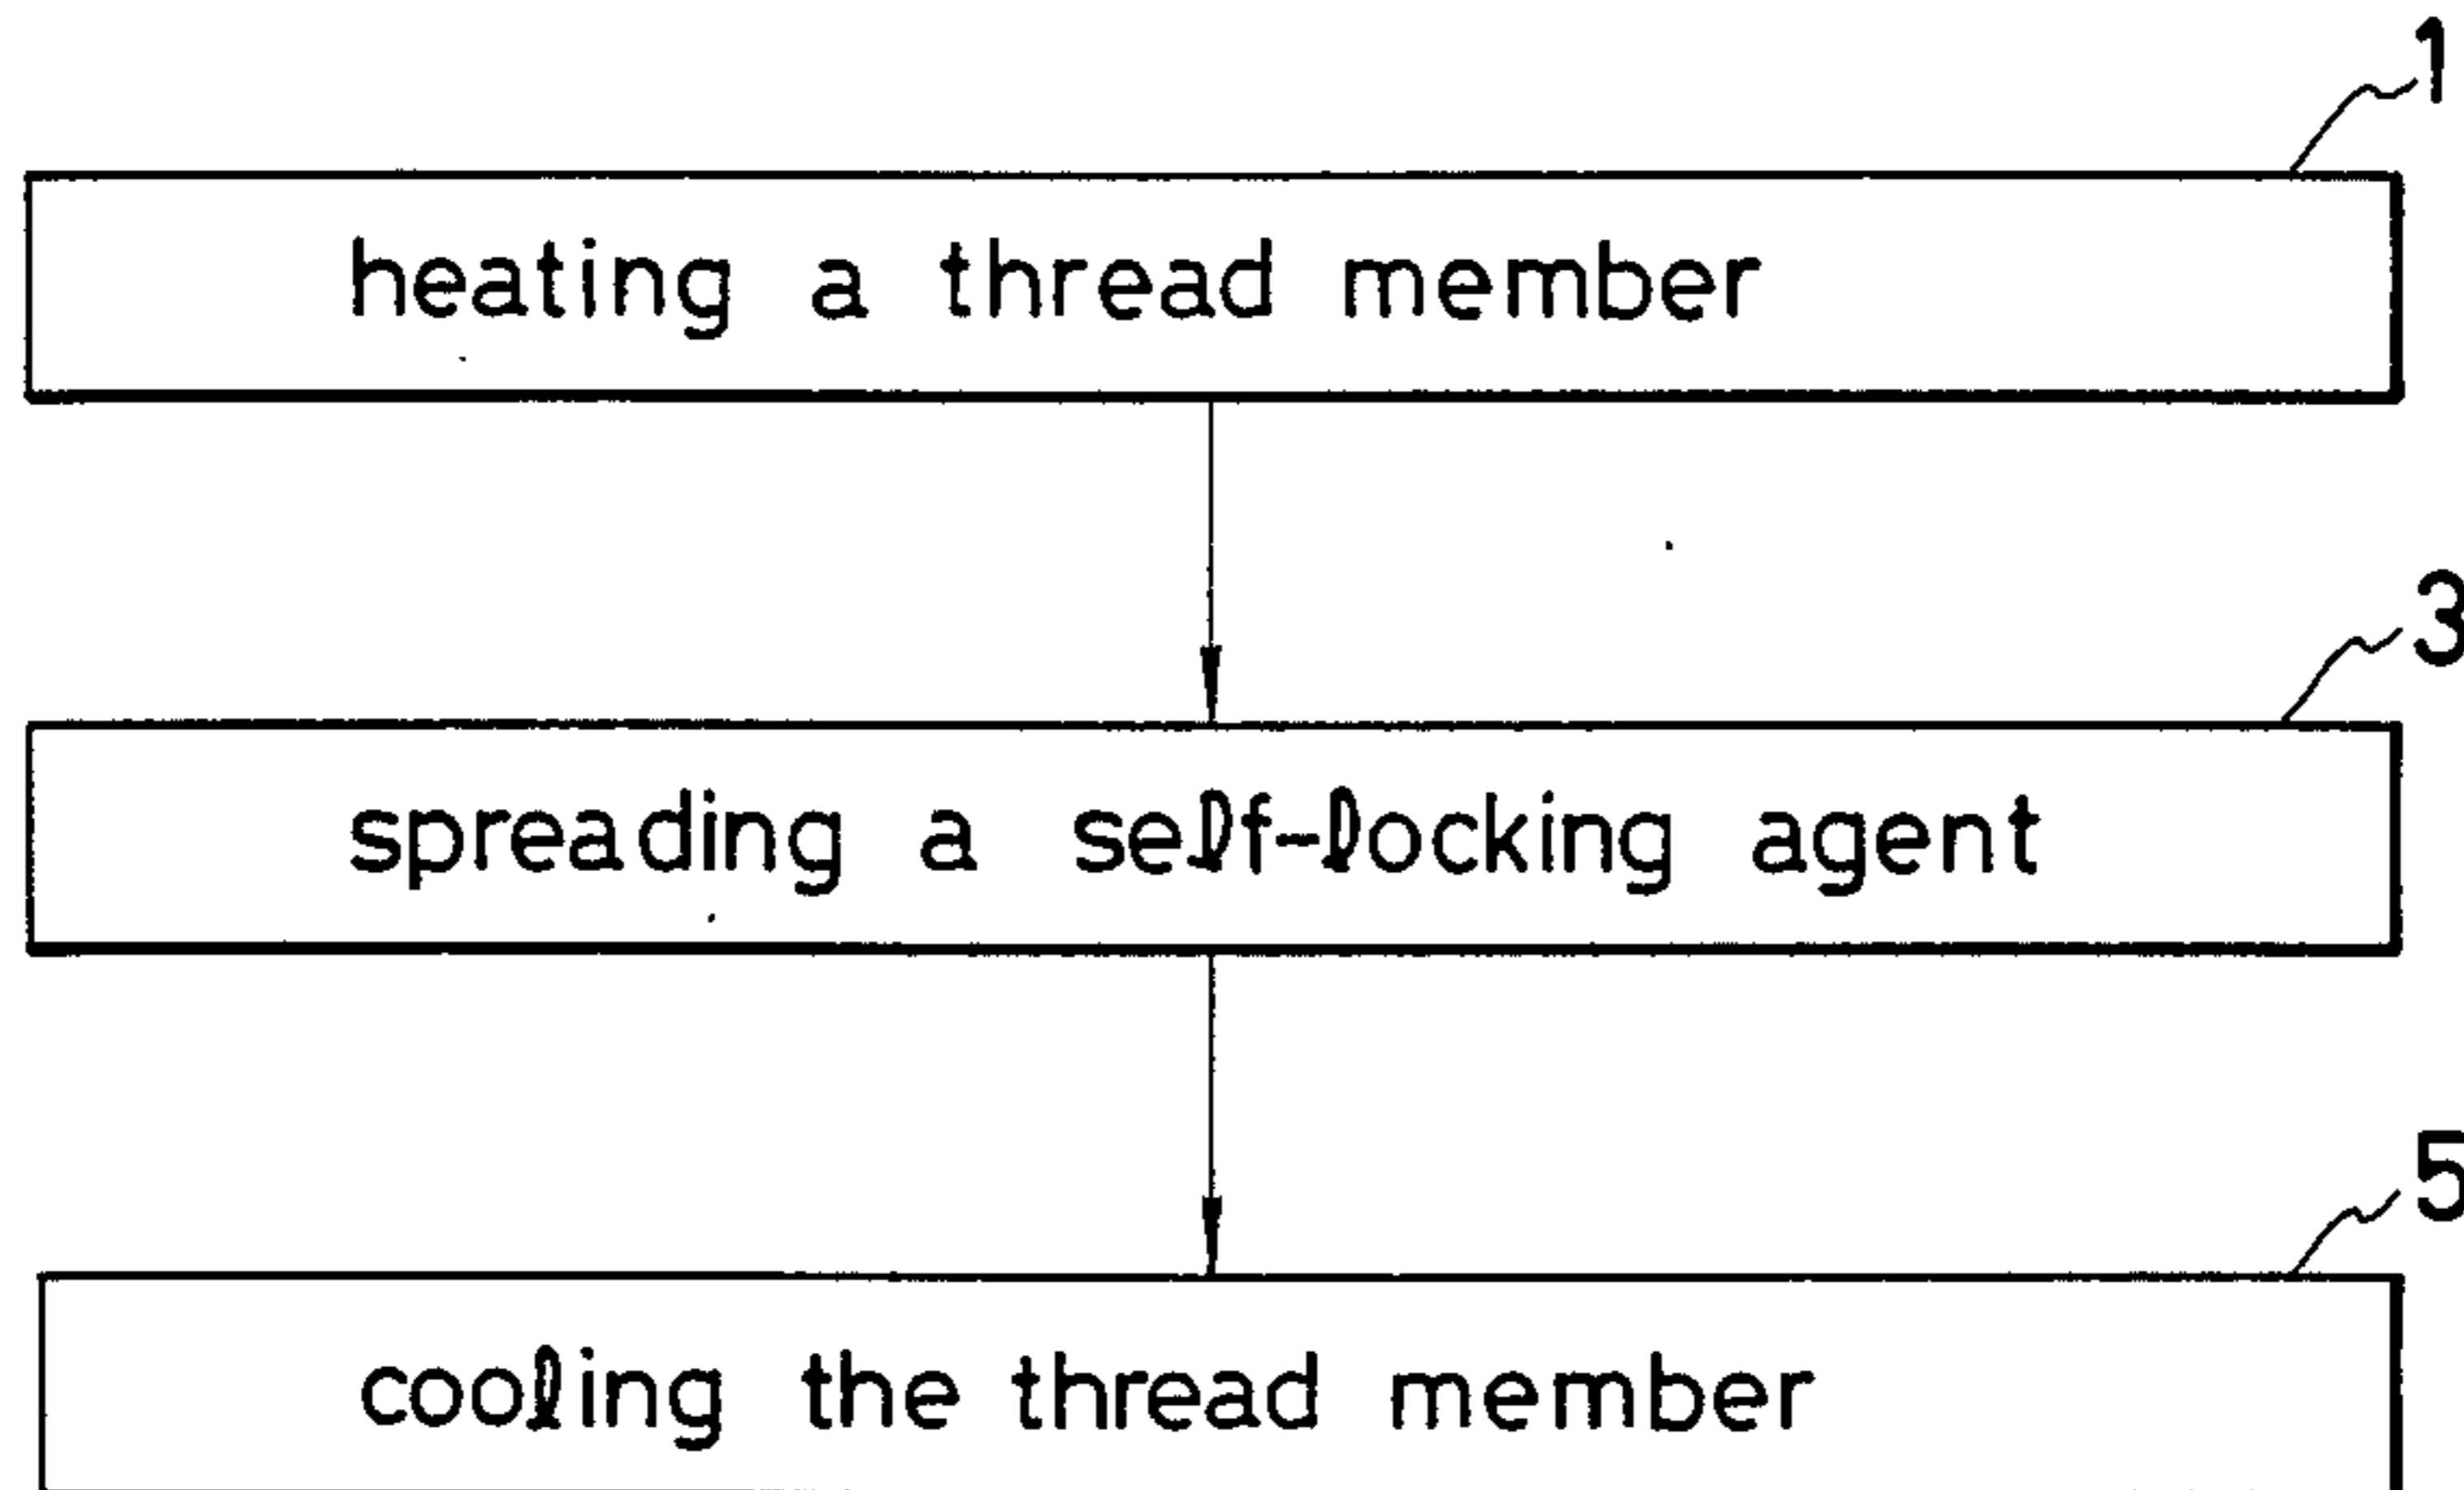 1
heating a thread member
3
spreading a self-locking agent
5
cooling the thread member